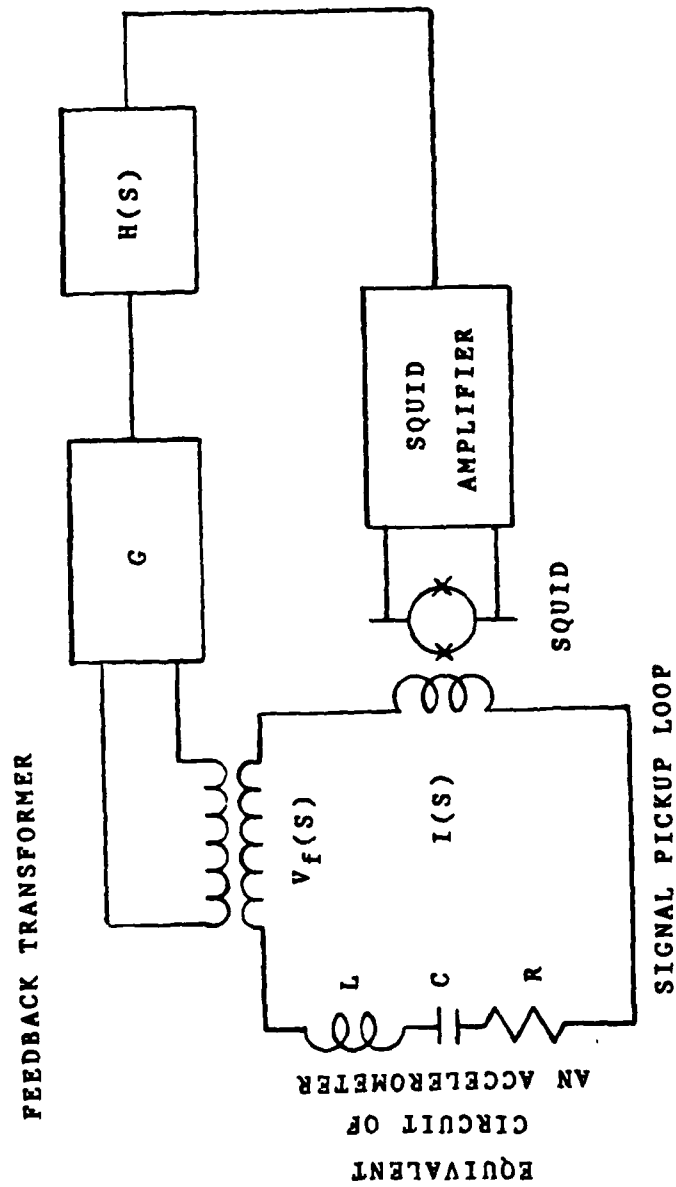 FEEDBACK TRANSFORMER
G
H(S)
V_f(S)
I(S)
L
C
R
EQUIVALENT
CIRCUIT OF
AN ACCELEROMETER
SQUID
AMPLIFIER
SQUID
SIGNAL PICKUP LOOP